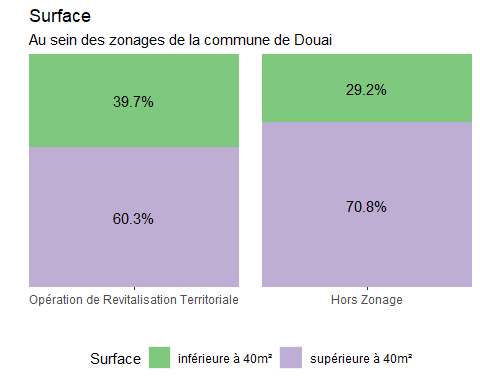 Surface
Au sein des zonages de la commune de Douai
39.7%
29.2%
60.3%
70.8%
Opération de Revitalisation Territoriale
Hors Zonage
Surface inférieure à 40m² supérieure à 40m²